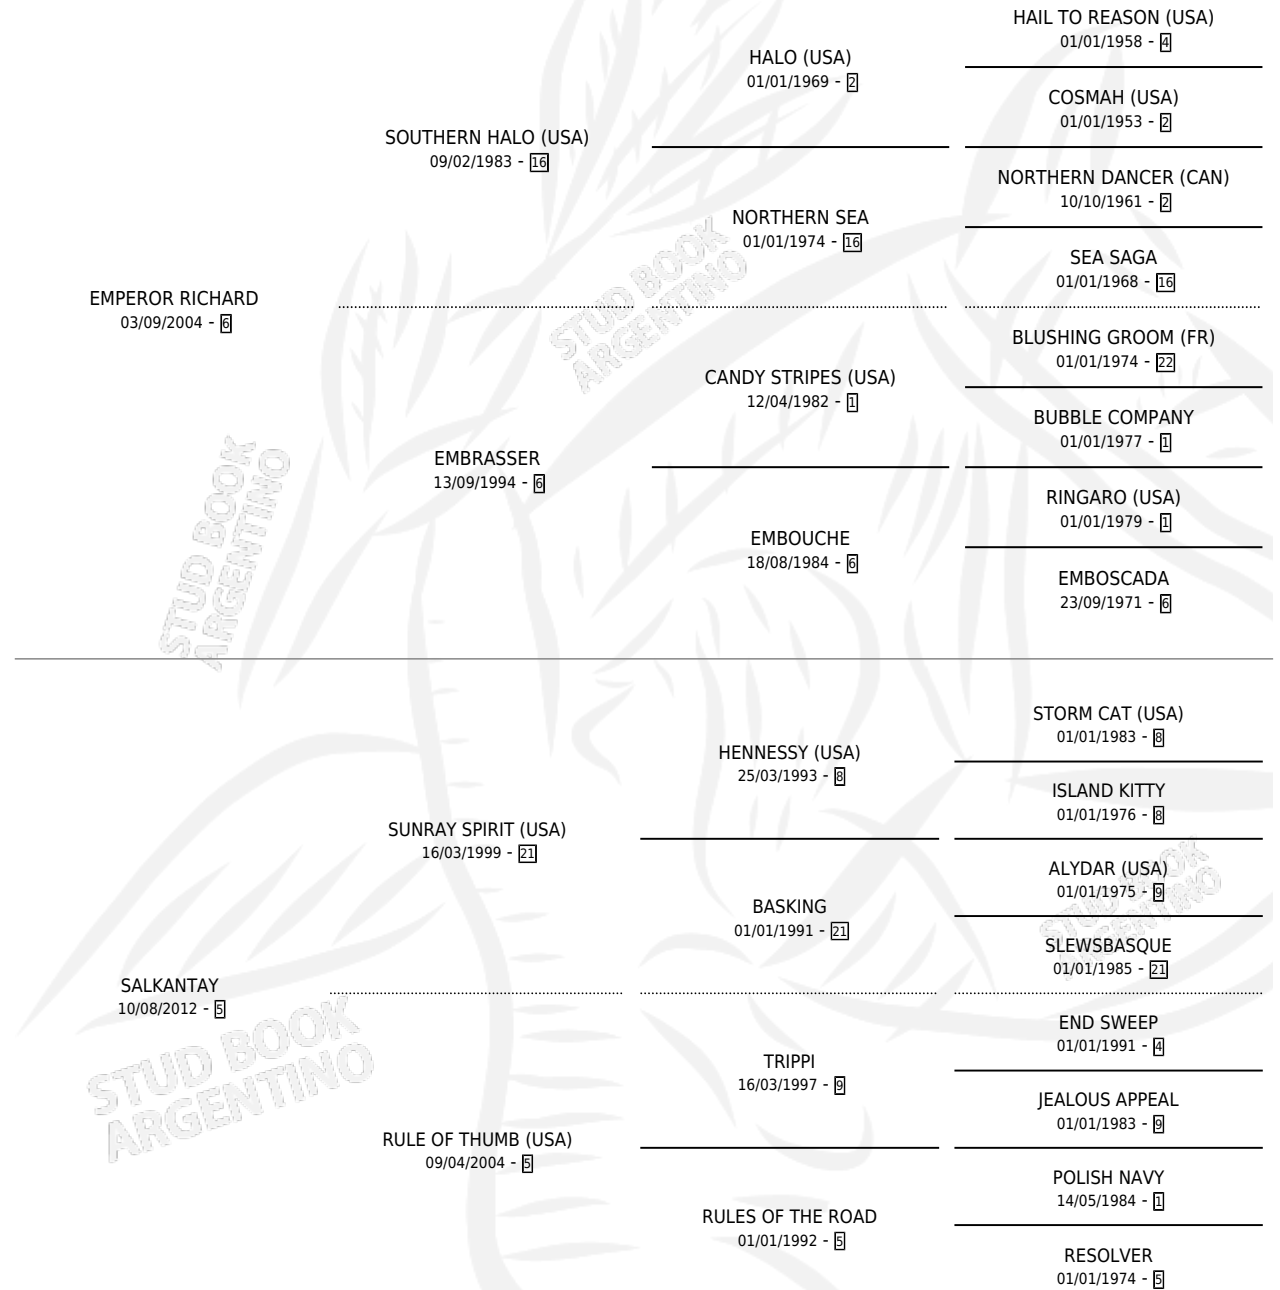 HAIL TO REASON (USA)
01/01/1958 - 4
HALO (USA)
01/01/1969 - 2
COSMAH (USA)
01/01/1953 - 2
SOUTHERN HALO (USA)
09/02/1983 - 16
NORTHERN DANCER (CAN)
10/10/1961 - 2
NORTHERN SEA
01/01/1974 - 16
SEA SAGA
01/01/1968 - 16
EMPEROR RICHARD
03/09/2004 - 6
BLUSHING GROOM (FR)
01/01/1974 - 22
CANDY STRIPES (USA)
12/04/1982 - 1
BUBBLE COMPANY
01/01/1977 - 1
EMBRASSER
13/09/1994 - 6
RINGARO (USA)
01/01/1979 - 1
EMBOUCHE
18/08/1984 - 6
EMBOSCADA
23/09/1971 - 6
STORM CAT (USA)
01/01/1983 - 8
HENNESSY (USA)
25/03/1993 - 8
ISLAND KITTY
01/01/1976 - 8
SUNRAY SPIRIT (USA)
16/03/1999 - 21
ALYDAR (USA)
01/01/1975 - 9
BASKING
01/01/1991 - 21
SLEWSBASQUE
01/01/1985 - 21
SALKANTAY
10/08/2012 - 5
END SWEEP
01/01/1991 - 4
TRIPPI
16/03/1997 - 9
JEALOUS APPEAL
01/01/1983 - 9
RULE OF THUMB (USA)
09/04/2004 - 5
POLISH NAVY
14/05/1984 - 1
RULES OF THE ROAD
01/01/1992 - 5
RESOLVER
01/01/1974 - 5
STUD BOOK
ARGENTINO
STUD BOOK
ARGENTINO
STUD BOOK
ARGENTINO
STUD BOOK
ARGENTINO